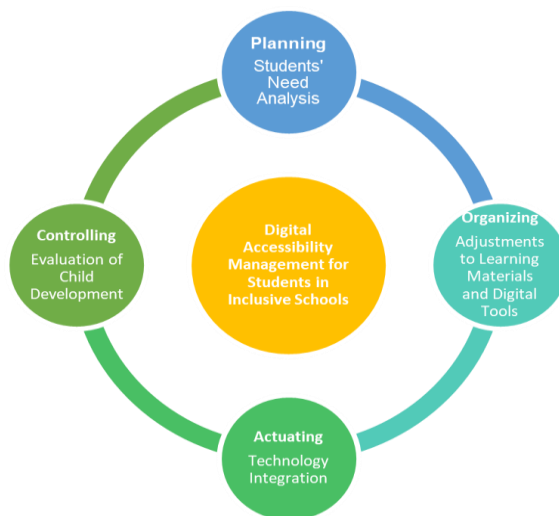 Planning
Students'
Need
Analysis
Organizing
Adjustments
to Learning
Materials
and Digital
Tools
Actuating
Technology
Integration
Controlling
Evaluation of
Child
Development
Digital
Accessibility
Management for
Students in
Inclusive Schools